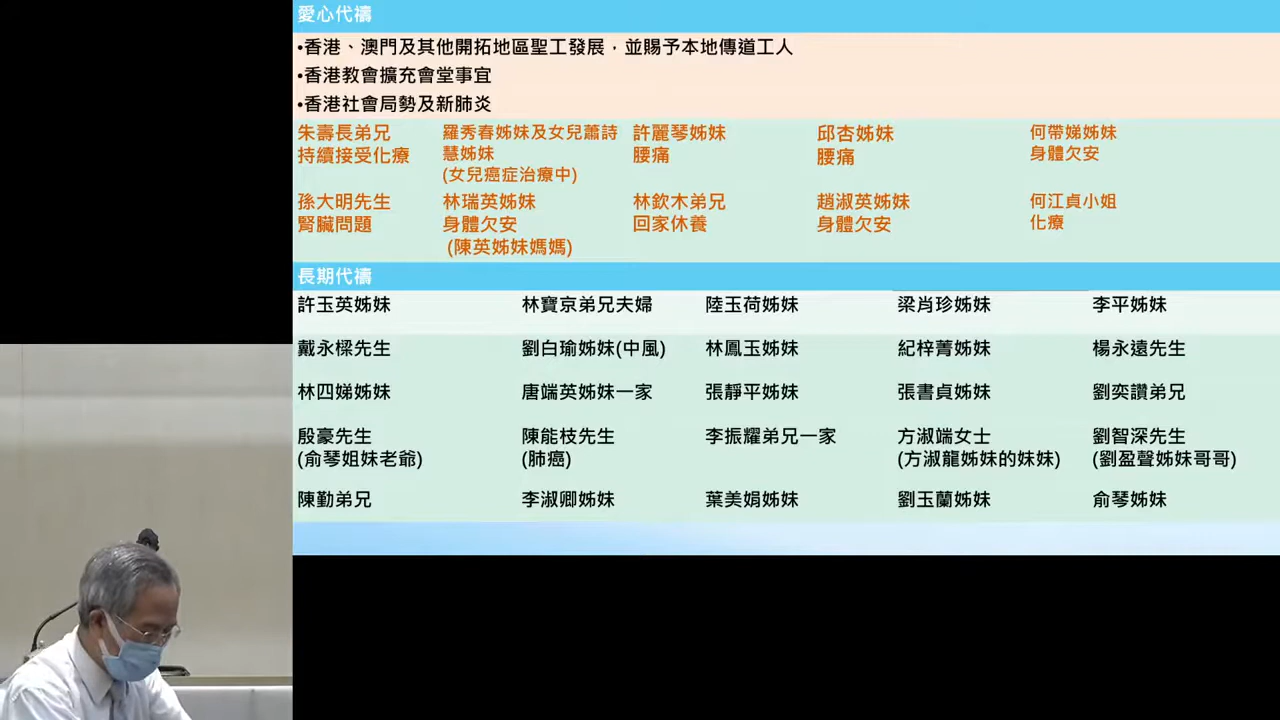 愛心代禱
•香港、澳門及其他開拓地區聖工發展，並賜予本地傳道工人
•香港教會擴充會堂事宜
•香港社會局勢及新肺炎
朱壽長弟兄
持續接受化療
羅秀春姊妹及女兒蕭詩
慧姊妹
(女兒癌症治療中)
許麗琴姊妹
腰痛
邱杏姊妹
腰痛
何帶娣姊妹
身體欠安
孫大明先生
腎臟問題
林瑞英姊妹
身體欠安
(陳英姊妹媽媽)
林欽木弟兄
回家休養
趙淑英姊妹
身體欠安
何江貞小姐
化療
長期代禱
許玉英姊妹
林寶京弟兄夫婦
陸玉荷姊妹
梁肖珍姊妹
李平姊妹
戴永樑先生
劉白瑜姊妹(中風)
林鳳玉姊妹
紀梓菁姊妹
楊永遠先生
林四娣姊妹
唐端英姊妹一家
張靜平姊妹
張書貞姊妹
劉奕讚弟兄
殷豪先生
(俞琴姐妹老爺)
陳能枝先生
(肺癌)
李振耀弟兄一家
方淑端女士
(方淑龍姊妹的妹妹)
劉智深先生
(劉盈聲姊妹哥哥)
陳勤弟兄
李淑卿姊妹
葉美娟姊妹
劉玉蘭姊妹
俞琴姊妹